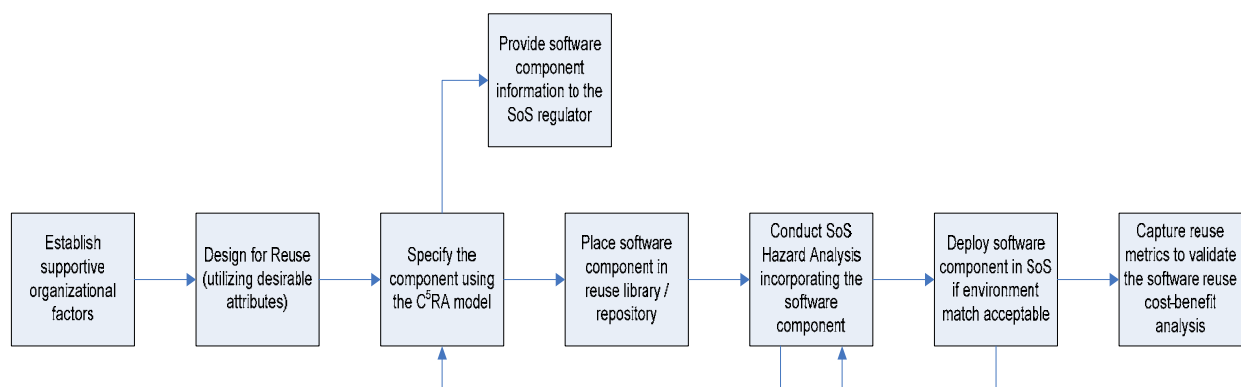 Provide software
component
information to the
SoS regulator
Establish
supportive
organizational
factors
Design for Reuse
(utilizing desirable
attributes)
Specify the
component using
the C⁵RA model
Place software
component in
reuse library /
repository
Conduct SoS
Hazard Analysis
incorporating the
software
component
Deploy software
component in SoS
if environment
match acceptable
Capture reuse
metrics to validate
the software reuse
cost-benefit
analysis